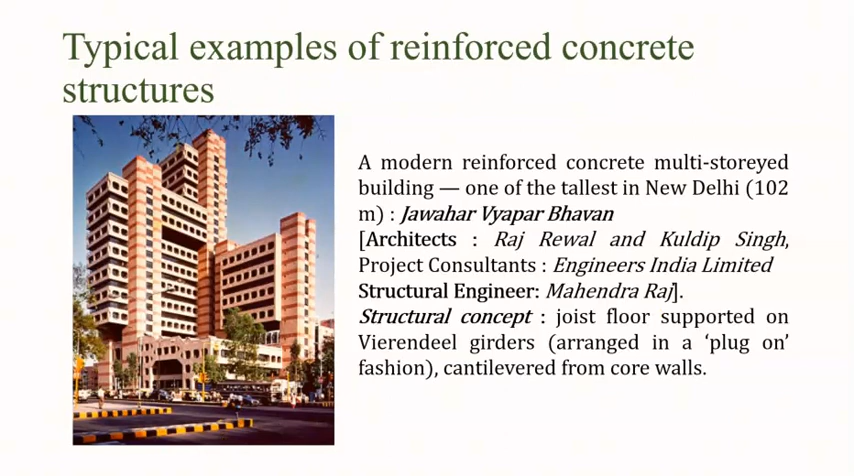 Typical examples of reinforced concrete
structures
A modern reinforced concrete multi-storeyed
building — one of the tallest in New Delhi (102
m) : Jawahar Vyapar Bhavan
[Architects : Raj Rewal and Kuldip Singh,
Project Consultants : Engineers India Limited
Structural Engineer: Mahendra Raj].
Structural concept : joist floor supported on
Vierendeel girders (arranged in a ‘plug on’
fashion), cantilevered from core walls.